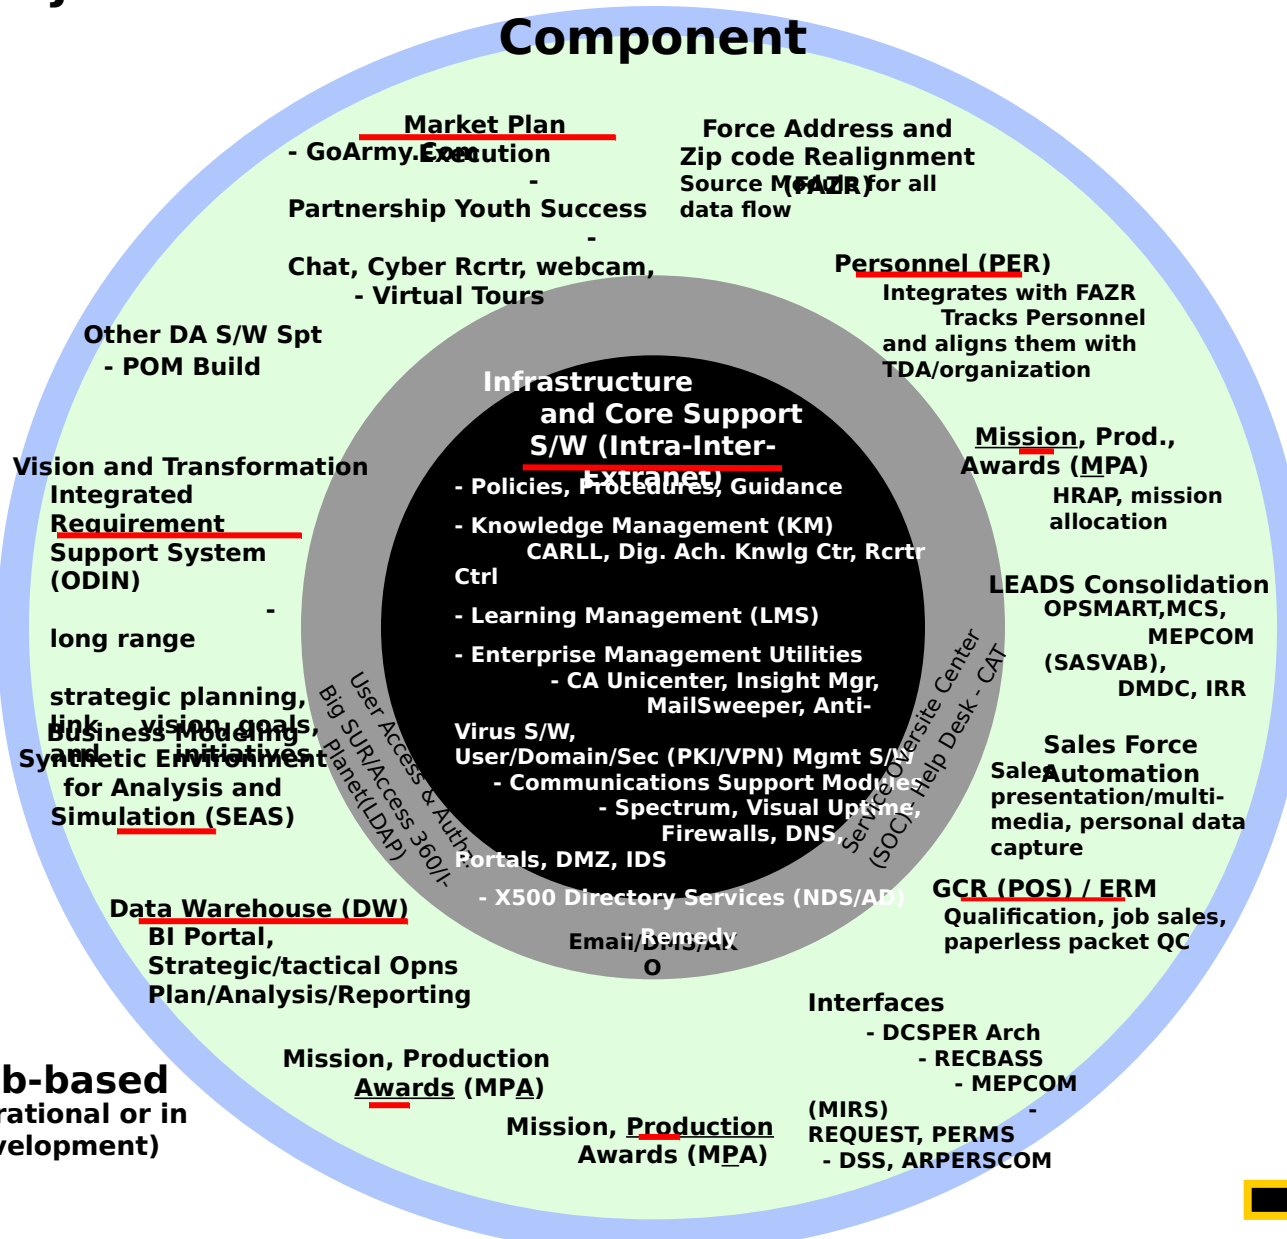 Component
Market Plan
Execution
- GoArmy.Com
-
Partnership Youth Success
-
Chat, Cyber Rcrtr, webcam,
- Virtual Tours
Force Address and
Zip code Realignment
(FAZR)
Source Module for all
data flow
Personnel (PER)
Integrates with FAZR
Tracks Personnel
and aligns them with
TDA/organization
Other DA S/W Spt
- POM Build
Mission, Prod.,
Awards (MPA)
HRAP, mission
allocation
Vision and Transformation
Integrated
Requirement
Support System
(ODIN)
-
long range
strategic planning,
link vision, goals,
and initiatives
Business Modeling
Synthetic Environment
for Analysis and
Simulation (SEAS)
Infrastructure
and Core Support
S/W (Intra-Inter-
Extranet)
- Policies, Procedures, Guidance
- Knowledge Management (KM)
CARLL, Dig. Ach. Knwlg Ctr, Rcrtr
Ctrl
- Learning Management (LMS)
- Enterprise Management Utilities
- CA Unicenter, Insight Mgr,
MailSweeper, Anti-
Virus S/W,
User/Domain/Sec (PKI/VPN) Mgmt S/W
- Communications Support Modules
- Spectrum, Visual Uptime,
Firewalls, DNS,
Portals, DMZ, IDS
- X500 Directory Services (NDS/AD)
- Remedy
User Access & Auth
Big SUR/Access 360/I-
Planet(LDAP)
Service Oversite Center
(SOC) - Help Desk - CAT
Email/DMS/AK
O
LEADS Consolidation
OPSMART,MCS,
MEPCOM
(SASVAB),
DMDC, IRR
Sales Force
Automation
Sales
presentation/multi-
media, personal data
capture
GCR (POS) / ERM
Qualification, job sales,
paperless packet QC
Data Warehouse (DW)
BI Portal,
Strategic/tactical Opns
Plan/Analysis/Reporting
Interfaces
- DCSPER Arch
- RECBASS
- MEPCOM
(MIRS) -
REQUEST, PERMS
- DSS, ARPERSCOM
Mission, Production
Awards (MPA)
Mission, Production
Awards (MPA)
b-based
rational or in
velopment)